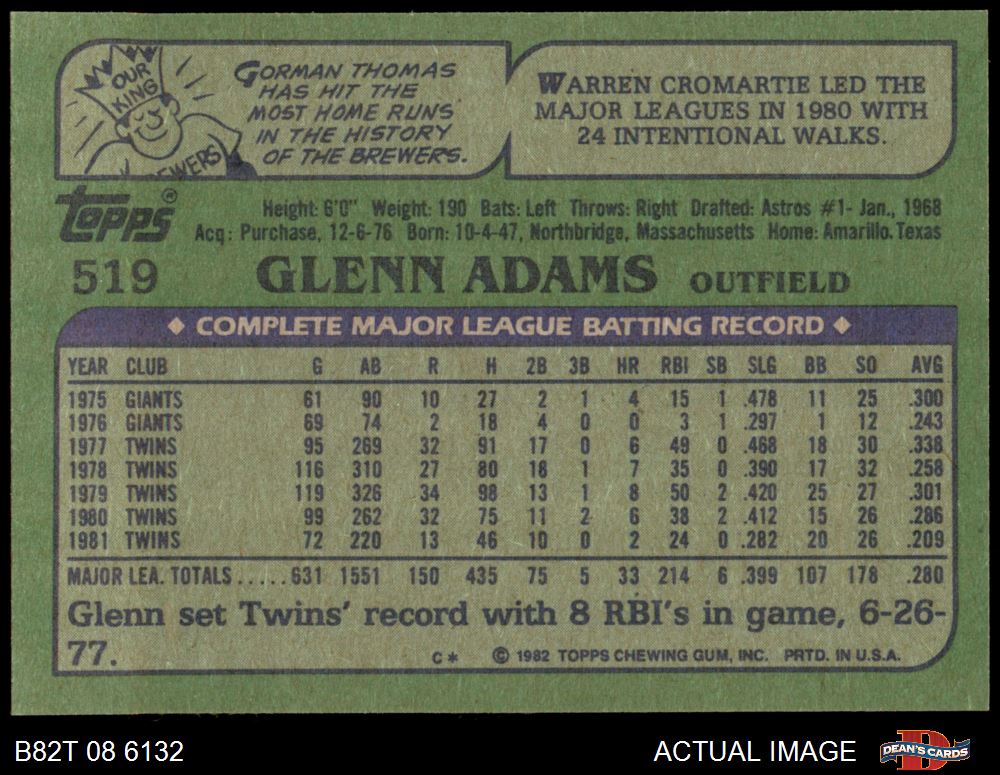 OUR
KING
BREWERS
GORMAN THOMAS
HAS HIT THE
MOST HOME RUNS
IN THE HISTORY
OF THE BREWERS.
WARREN CROMARTIE LED THE
MAJOR LEAGUES IN 1980 WITH
24 INTENTIONAL WALKS.
Topps®
Height: 6'0" Weight: 190 Bats: Left Throws: Right Drafted: Astros #1- Jan., 1968
Acq: Purchase, 12-6-76 Born: 10-4-47, Northbridge, Massachusetts Home: Amarillo. Texas
519 GLENN ADAMS OUTFIELD
◆ COMPLETE MAJOR LEAGUE BATTING RECORD ◆
YEAR CLUB G AB R H 2B 3B HR RBI SB SLG BB SO AVG
1975 GIANTS 61 90 10 27 2 1 4 15 1 .478 11 25 .300
1976 GIANTS 69 74 2 18 4 0 0 3 1 .297 1 12 .243
1977 TWINS 95 269 32 91 17 0 6 49 0 .468 18 30 .338
1978 TWINS 116 310 27 80 18 1 7 35 0 .390 17 32 .258
1979 TWINS 119 326 34 98 13 1 8 50 2 .420 25 27 .301
1980 TWINS 99 262 32 75 11 2 6 38 2 .412 15 26 .286
1981 TWINS 72 220 13 46 10 0 2 24 0 .282 20 26 .209
MAJOR LEA. TOTALS.....631 1551 150 435 75 5 33 214 6 .399 107 178 .280
Glenn set Twins' record with 8 RBI's in game, 6-26-
77.
C* © 1982 TOPPS CHEWING GUM, INC. PRTD. IN U.S.A.
B82T 08 6132 ACTUAL IMAGE D DEAN'S CARDS